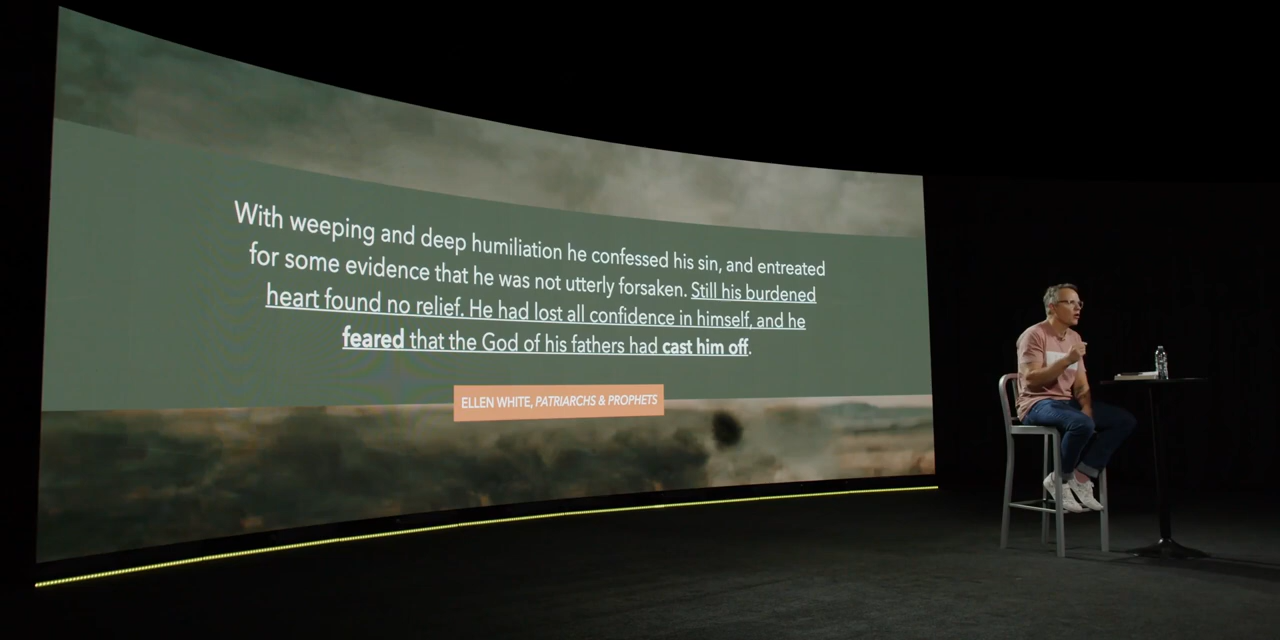 With weeping and deep humiliation he confessed his sin, and entreated
for some evidence that he was not utterly forsaken. Still his burdened
heart found no relief. He had lost all confidence in himself, and he
feared that the God of his fathers had cast him off.
ELLEN WHITE, PATRIARCHS & PROPHETS